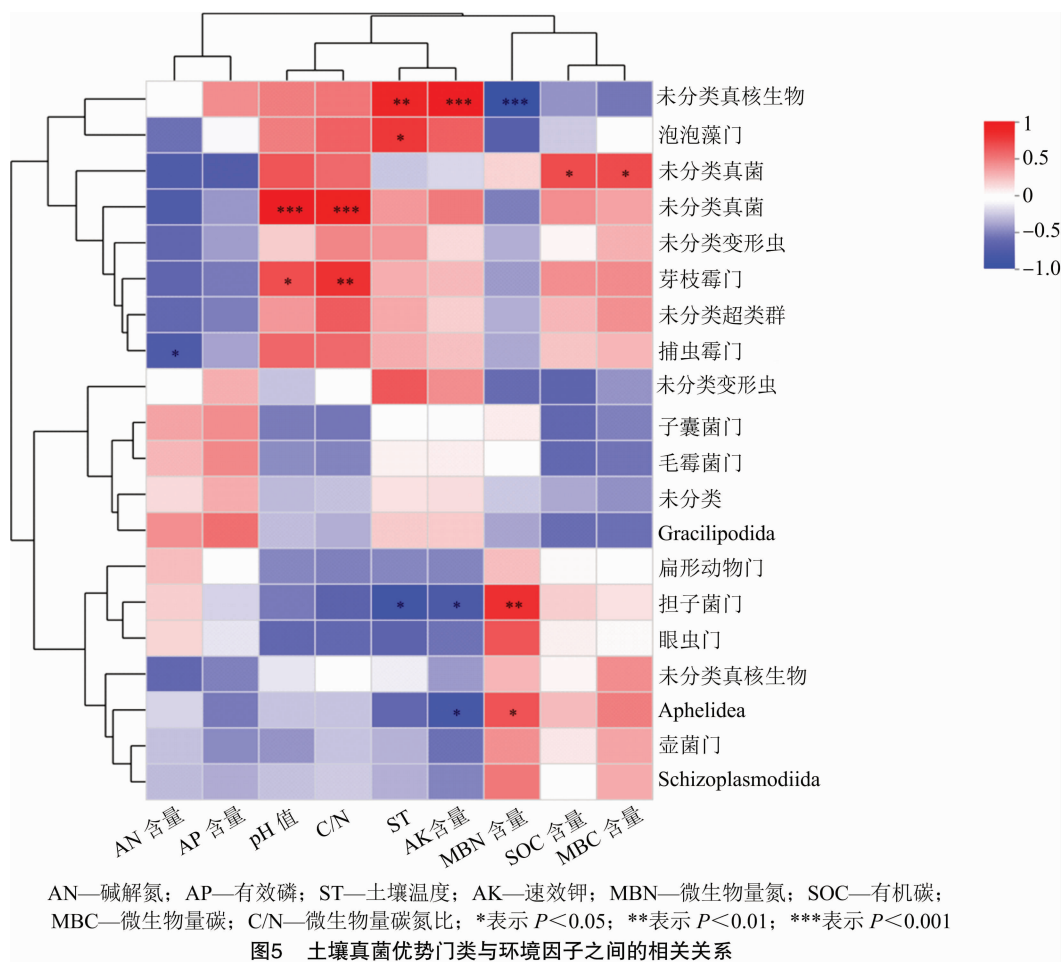 ** *** *** 未分类真核生物
* 泡泡藻门
* * 未分类真菌
*** *** 未分类真菌
未分类变形虫
* ** 芽枝霉门
未分类超类群
* 捕虫霉门
未分类变形虫
子囊菌门
毛霉菌门
未分类
Gracilipodida
扁形动物门
* * ** 担子菌门
眼虫门
未分类真核生物
* * Aphelidea
壶菌门
Schizoplasmodiida
1
0.5
0
−0.5
−1.0
AN 含量 AP 含量 pH 值 C/N ST AK含量 MBN 含量 SOC 含量 MBC 含量
AN—碱解氮；AP—有效磷；ST—土壤温度；AK—速效钾；MBN—微生物量氮；SOC—有机碳；
MBC—微生物量碳；C/N—微生物量碳氮比；*表示 P＜0.05；**表示 P＜0.01；***表示 P＜0.001
图5 土壤真菌优势门类与环境因子之间的相关关系